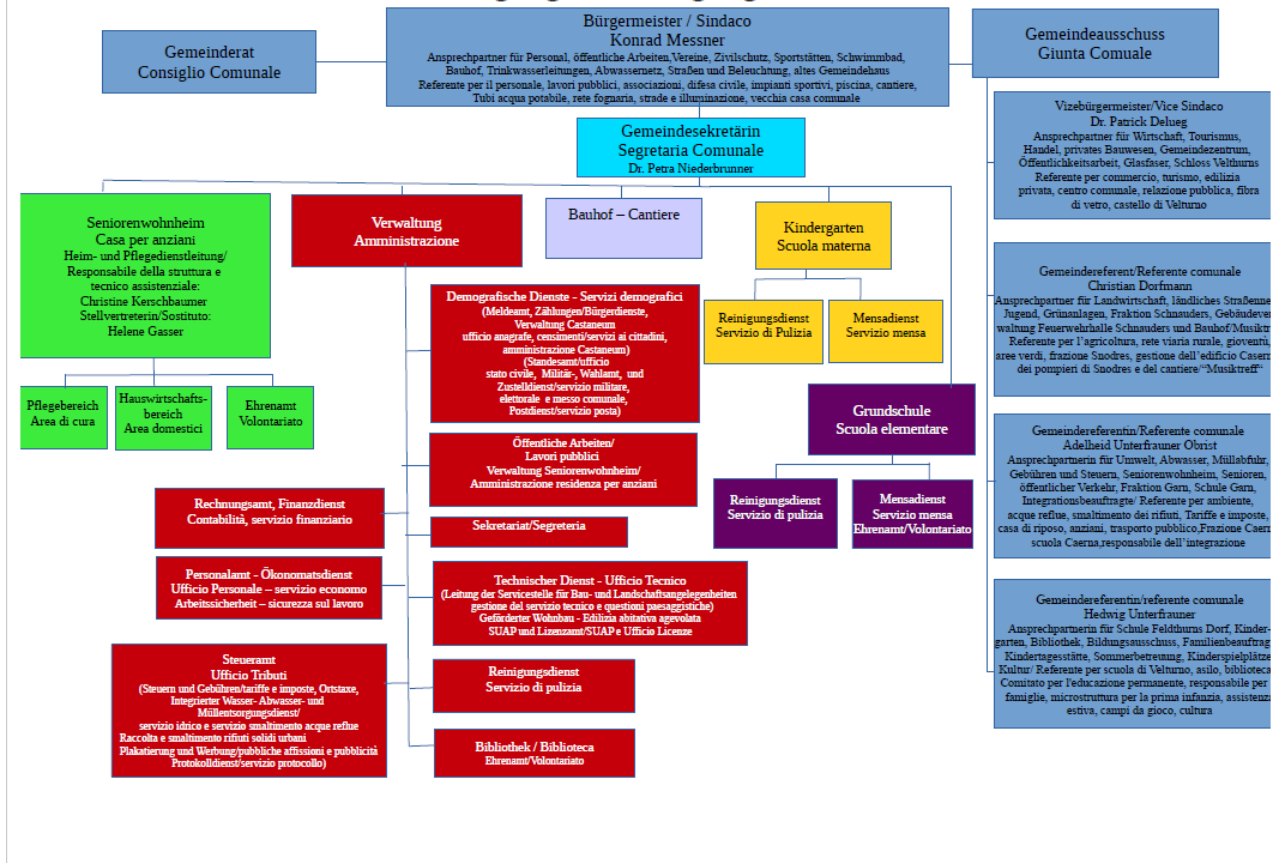 Gemeinderat
Consiglio Comunale
Bürgermeister / Sindaco
Konrad Messner
Ansprechpartner für Personal, öffentliche Arbeiten,Vereine, Zivilschutz, Sportstätten, Schwimmbad,
Bauhof, Trinkwasserleitungen, Abwassernetz, Straßen und Beleuchtung, altes Gemeindehaus
Referente per il personale, lavori pubblici, associazioni, difesa civile, impianti sportivi, piscina, cantiere,
Tubi acqua potabile, rete fognaria, strade e illuminazione, vecchia casa comunale
Gemeindeausschuss
Giunta Comuale
Gemeindesekretärin
Segretaria Comunale
Dr. Petra Niederbrunner
Vizebürgermeister/Vice Sindaco
Dr. Patrick Delueg
Ansprechpartner für Wirtschaft, Tourismus,
Handel, privates Bauwesen, Gemeindezentrum,
Öffentlichkeitsarbeit, Glasfaser, Schloss Velthurns
Referente per commercio, turismo, edilizia
privata, centro comunale, relazione pubblica, fibra
di vetro, castello di Velturno
Gemeindereferent/Referente comunale
Christian Dorfmann
Ansprechpartner für Landwirtschaft, ländliches Straßenne
Jugend, Grünanlagen, Fraktion Schnauders, Gebäudever
waltung Feuerwehrhalle Schnauders und Bauhof/Musiktr
Referente per l'agricoltura, rete viaria rurale, gioventù,
aree verdi, frazione Snodres, gestione dell'edificio Caserm
dei pompieri di Snodres e del cantiere/“Musiktreff“
Gemeindereferentin/Referente comunale
Adelheid Unterfrauner Obrist
Ansprechpartnerin für Umwelt, Abwasser, Müllabfuhr,
Gebühren und Steuern, Seniorenwohnheim, Senioren,
öffentlicher Verkehr, Fraktion Garn, Schule Garn,
Integrationsbeauftragte/ Referente per ambiente,
acque reflue, smaltimento dei rifiuti, Tariffe e imposte,
casa di riposo, anziani, trasporto pubblico,Frazione Caern
scuola Caerna,responsabile dell'integrazione
Gemeindereferentin/referente comunale
Hedwig Unterfrauner
Ansprechpartnerin für Schule Feldthurns Dorf, Kinder-
garten, Bibliothek, Bildungsausschuss, Familienbeauftrag
Kindertagesstätte, Sommerbetreuung, Kinderspielplätze
Kultur/ Referente per scuola di Velturno, asilo, biblioteca
Comitato per l'educazione permanente, responsabile per
famiglie, microstruttura per la prima infanzia, assistenza
estiva, campi da gioco, cultura
Seniorenwohnheim
Casa per anziani
Heim- und Pflegedienstleitung/
Responsabile della struttura e
tecnico assistenziale:
Christine Kerschbaumer
Stellvertreterin/Sostituto:
Helene Gasser
Pflegebereich
Area di cura
Hauswirtschafts-
bereich
Area domestici
Ehrenamt
Volontariato
Verwaltung
Amministrazione
Bauhof – Cantiere
Kindergarten
Scuola materna
Reinigungsdienst
Servizio di Pulizia
Mensadienst
Servizio mensa
Grundschule
Scuola elementare
Reinigungsdienst
Servizio di pulizia
Mensadienst
Servizio mensa
Ehrenamt/Volontariato
Demografische Dienste - Servizi demografici
(Meldeamt, Zählungen/Bürgerdienste,
Verwaltung Castaneum
ufficio anagrafe, censimenti/servizi ai cittadini,
amministrazione Castaneum)
(Standesamt/ufficio
stato civile, Militär-, Wahlamt, und
Zustelldienst/servizio militare,
elettorale e messo comunale,
Postdienst/servizio posta)
Öffentliche Arbeiten/
Lavori pubblici
Verwaltung Seniorenwohnheim/
Amministrazione residenza per anziani
Rechnungsamt, Finanzdienst
Contabilità, servizio finanziario
Sekretariat/Segreteria
Personalamt - Ökonomatsdienst
Ufficio Personale – servizio economo
Arbeitssicherheit – sicurezza sul lavoro
Technischer Dienst - Ufficio Tecnico
(Leitung der Servicestelle für Bau- und Landschaftsangelegenheiten
gestione del servizio tecnico e questioni paesaggistiche)
Geförderter Wohnbau - Edilizia abitativa agevolata
SUAP und Lizenzamt/SUAP e Ufficio Licenze
Steueramt
Ufficio Tributi
(Steuern und Gebühren/tariffe e imposte, Ortstaxe,
Integrierter Wasser- Abwasser- und
Müllentsorgungsdienst/
servizio idrico e servizio smaltimento acque reflue
Raccolta e smaltimento rifiuti solidi urbani
Plakatierung und Werbung/pubbliche affissioni e pubblicità
Protokolldienst/servizio protocollo)
Reinigungsdienst
Servizio di pulizia
Bibliothek / Biblioteca
Ehrenamt/Volontariato